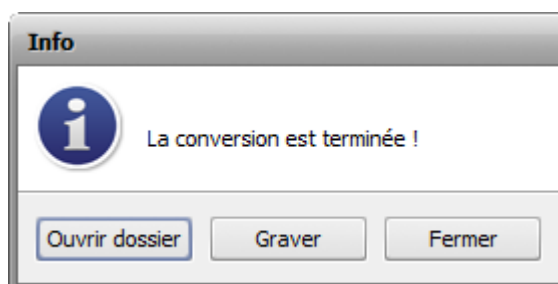 Info
La conversion est terminée !
Ouvrir dossier Graver Fermer